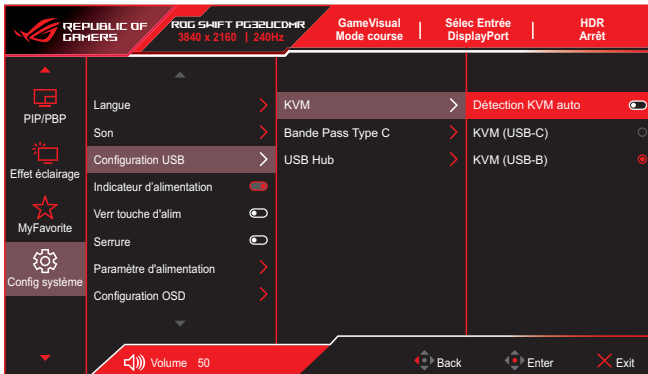 REPUBLIC OF
GAMERS
ROG SWIFT PG32UCDMR
3840 x 2160 | 240Hz
GameVisual
Mode course
Sélec Entrée
DisplayPort
HDR
Arrêt
PIP/PBP
Effet éclairage
MyFavorite
Config système
Langue
Son
Configuration USB
Indicateur d'alimentation
Verr touche d'alim
Serrure
Paramètre d'alimentation
Configuration OSD
KVM
Bande Pass Type C
USB Hub
Détection KVM auto
KVM (USB-C)
KVM (USB-B)
Volume 50
Back
Enter
Exit